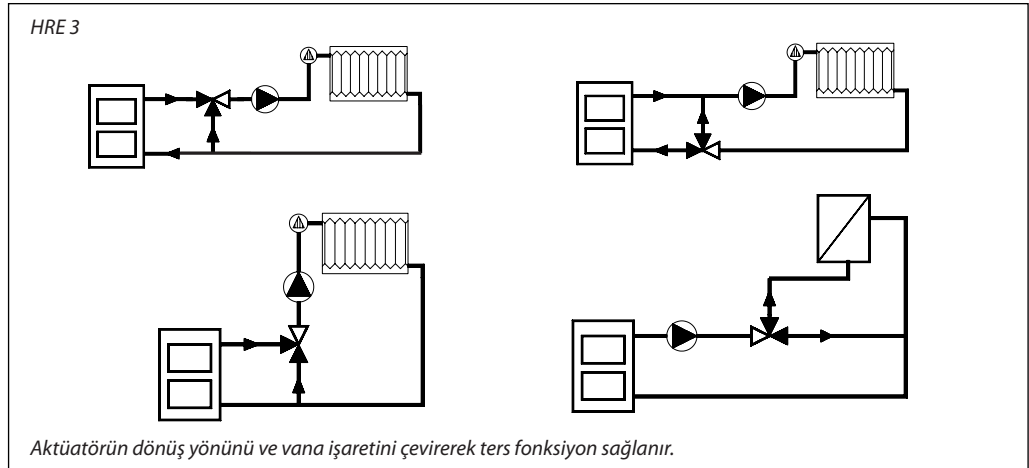 HRE 3
Aktüatörün dönüş yönünü ve vana işaretini çevirerek ters fonksiyon sağlanır.